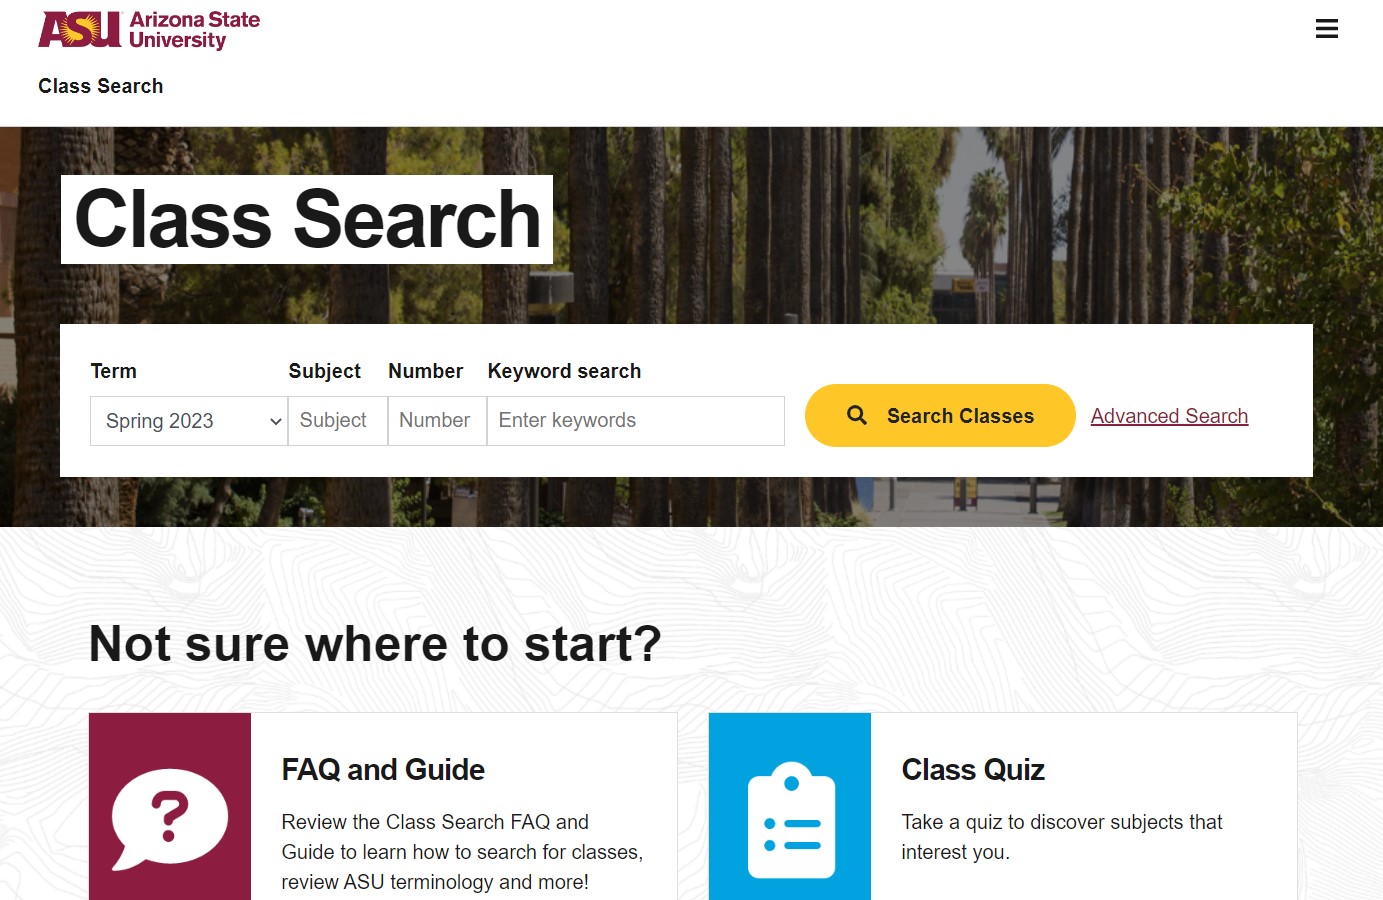 ASU Arizona State
University
Class Search
Class Search
Term Subject Number Keyword search
Spring 2023 Subject Number Enter keywords Search Classes Advanced Search
Not sure where to start?
FAQ and Guide
Review the Class Search FAQ and
Guide to learn how to search for classes,
review ASU terminology and more!
Class Quiz
Take a quiz to discover subjects that
interest you.